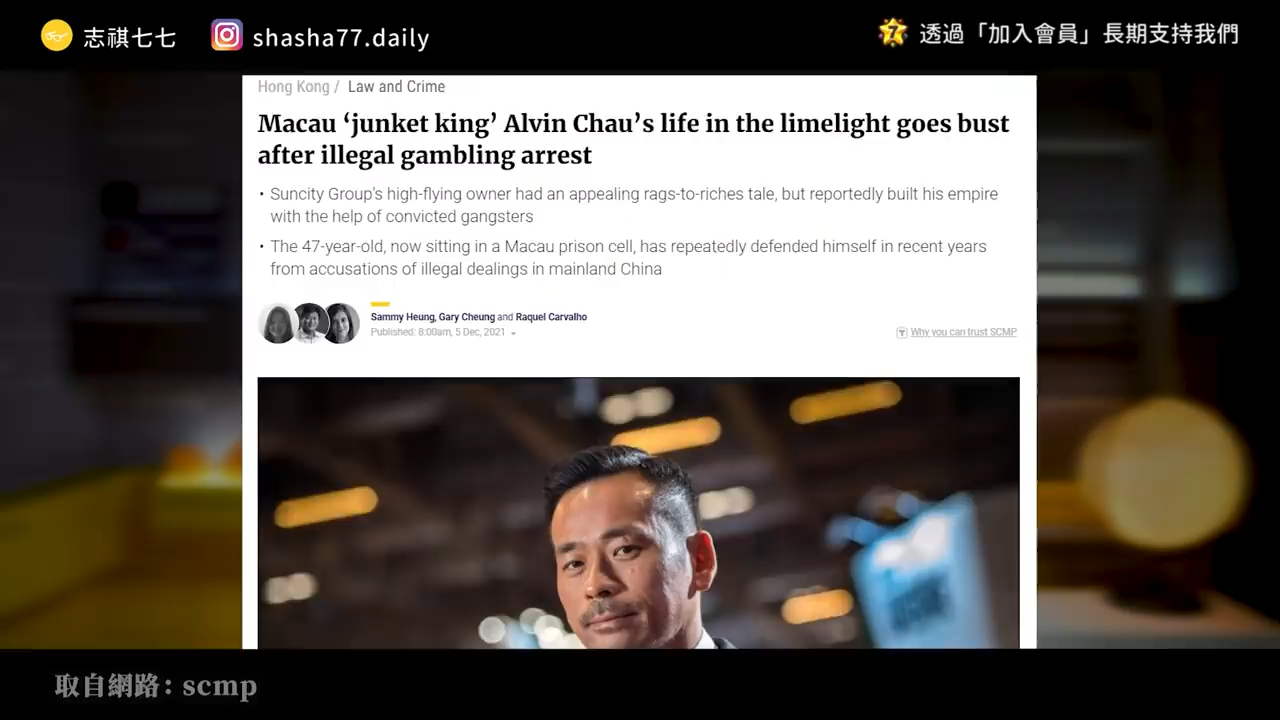 志祺七七
shasha77.daily
7
透過「加入會員」長期支持我們
Hong Kong / Law and Crime
Macau ‘junket king’ Alvin Chau’s life in the limelight goes bust
after illegal gambling arrest
• Suncity Group’s high-flying owner had an appealing rags-to-riches tale, but reportedly built his empire
with the help of convicted gangsters
• The 47-year-old, now sitting in a Macau prison cell, has repeatedly defended himself in recent years
from accusations of illegal dealings in mainland China
Sammy Heung, Gary Cheung and Raquel Carvalho
Published: 8:00am, 5 Dec, 2021
Why you can trust SCMP
取自網路：scmp